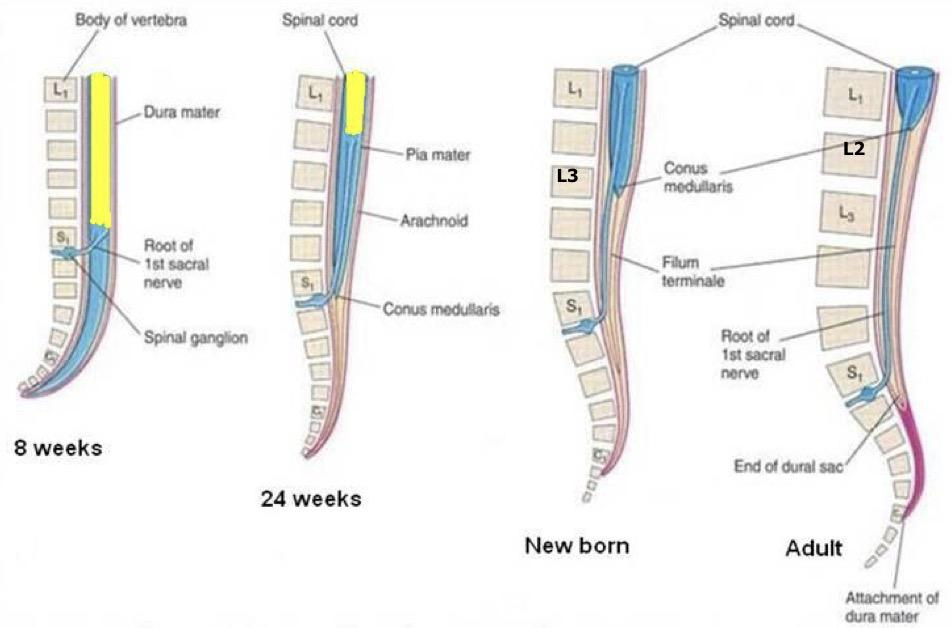 Body of vertebra
Spinal cord
Spinal cord
L1
L1
L1
L1
Dura mater
L2
Pia mater
L3
Conus
medullaris
L3
Arachnoid
S1
Root of
1st sacral
nerve
Filum
terminale
S1
Conus medullaris
S1
Spinal ganglion
Root of
1st sacral
nerve
S1
C
C
8 weeks
C
End of dural sac
24 weeks
C
New born
Adult
Attachment of
dura mater